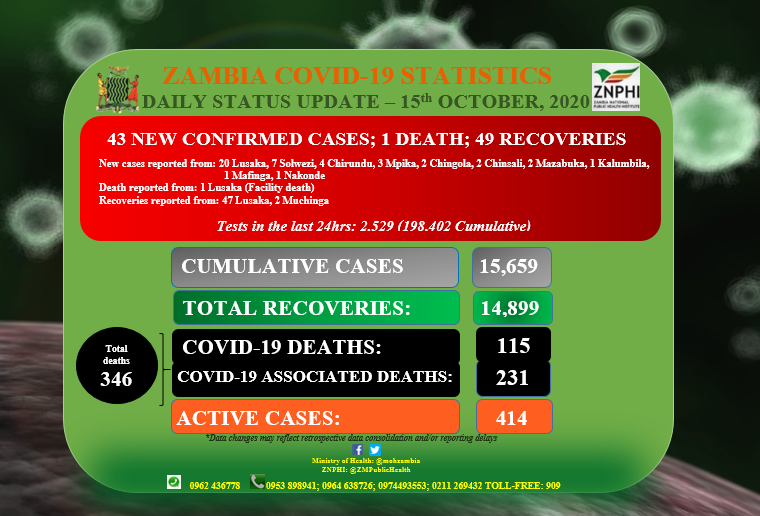 ZAMBIA COVID-19 STATISTICS
DAILY STATUS UPDATE – 15th OCTOBER, 2020
ZNPHI
ZAMBIA NATIONAL
PUBLIC HEALTH INSTITUTE
43 NEW CONFIRMED CASES; 1 DEATH; 49 RECOVERIES
New cases reported from: 20 Lusaka, 7 Solwezi, 4 Chirundu, 3 Mpika, 2 Chingola, 2 Chinsali, 2 Mazabuka, 1 Kalumbila,
1 Mafinga, 1 Nakonde
Death reported from: 1 Lusaka (Facility death)
Recoveries reported from: 47 Lusaka, 2 Muchinga
Tests in the last 24hrs: 2.529 (198.402 Cumulative)
CUMULATIVE CASES 15,659
TOTAL RECOVERIES: 14,899
Total
deaths
346
COVID-19 DEATHS: 115
COVID-19 ASSOCIATED DEATHS: 231
ACTIVE CASES: 414
*Data changes may reflect retrospective data consolidation and/or reporting delays
Ministry of Health: @mohzambia
ZNPHI: @ZMPublicHealth
0962 436778 0953 898941; 0964 638726; 0974493553; 0211 269432 TOLL-FREE: 909